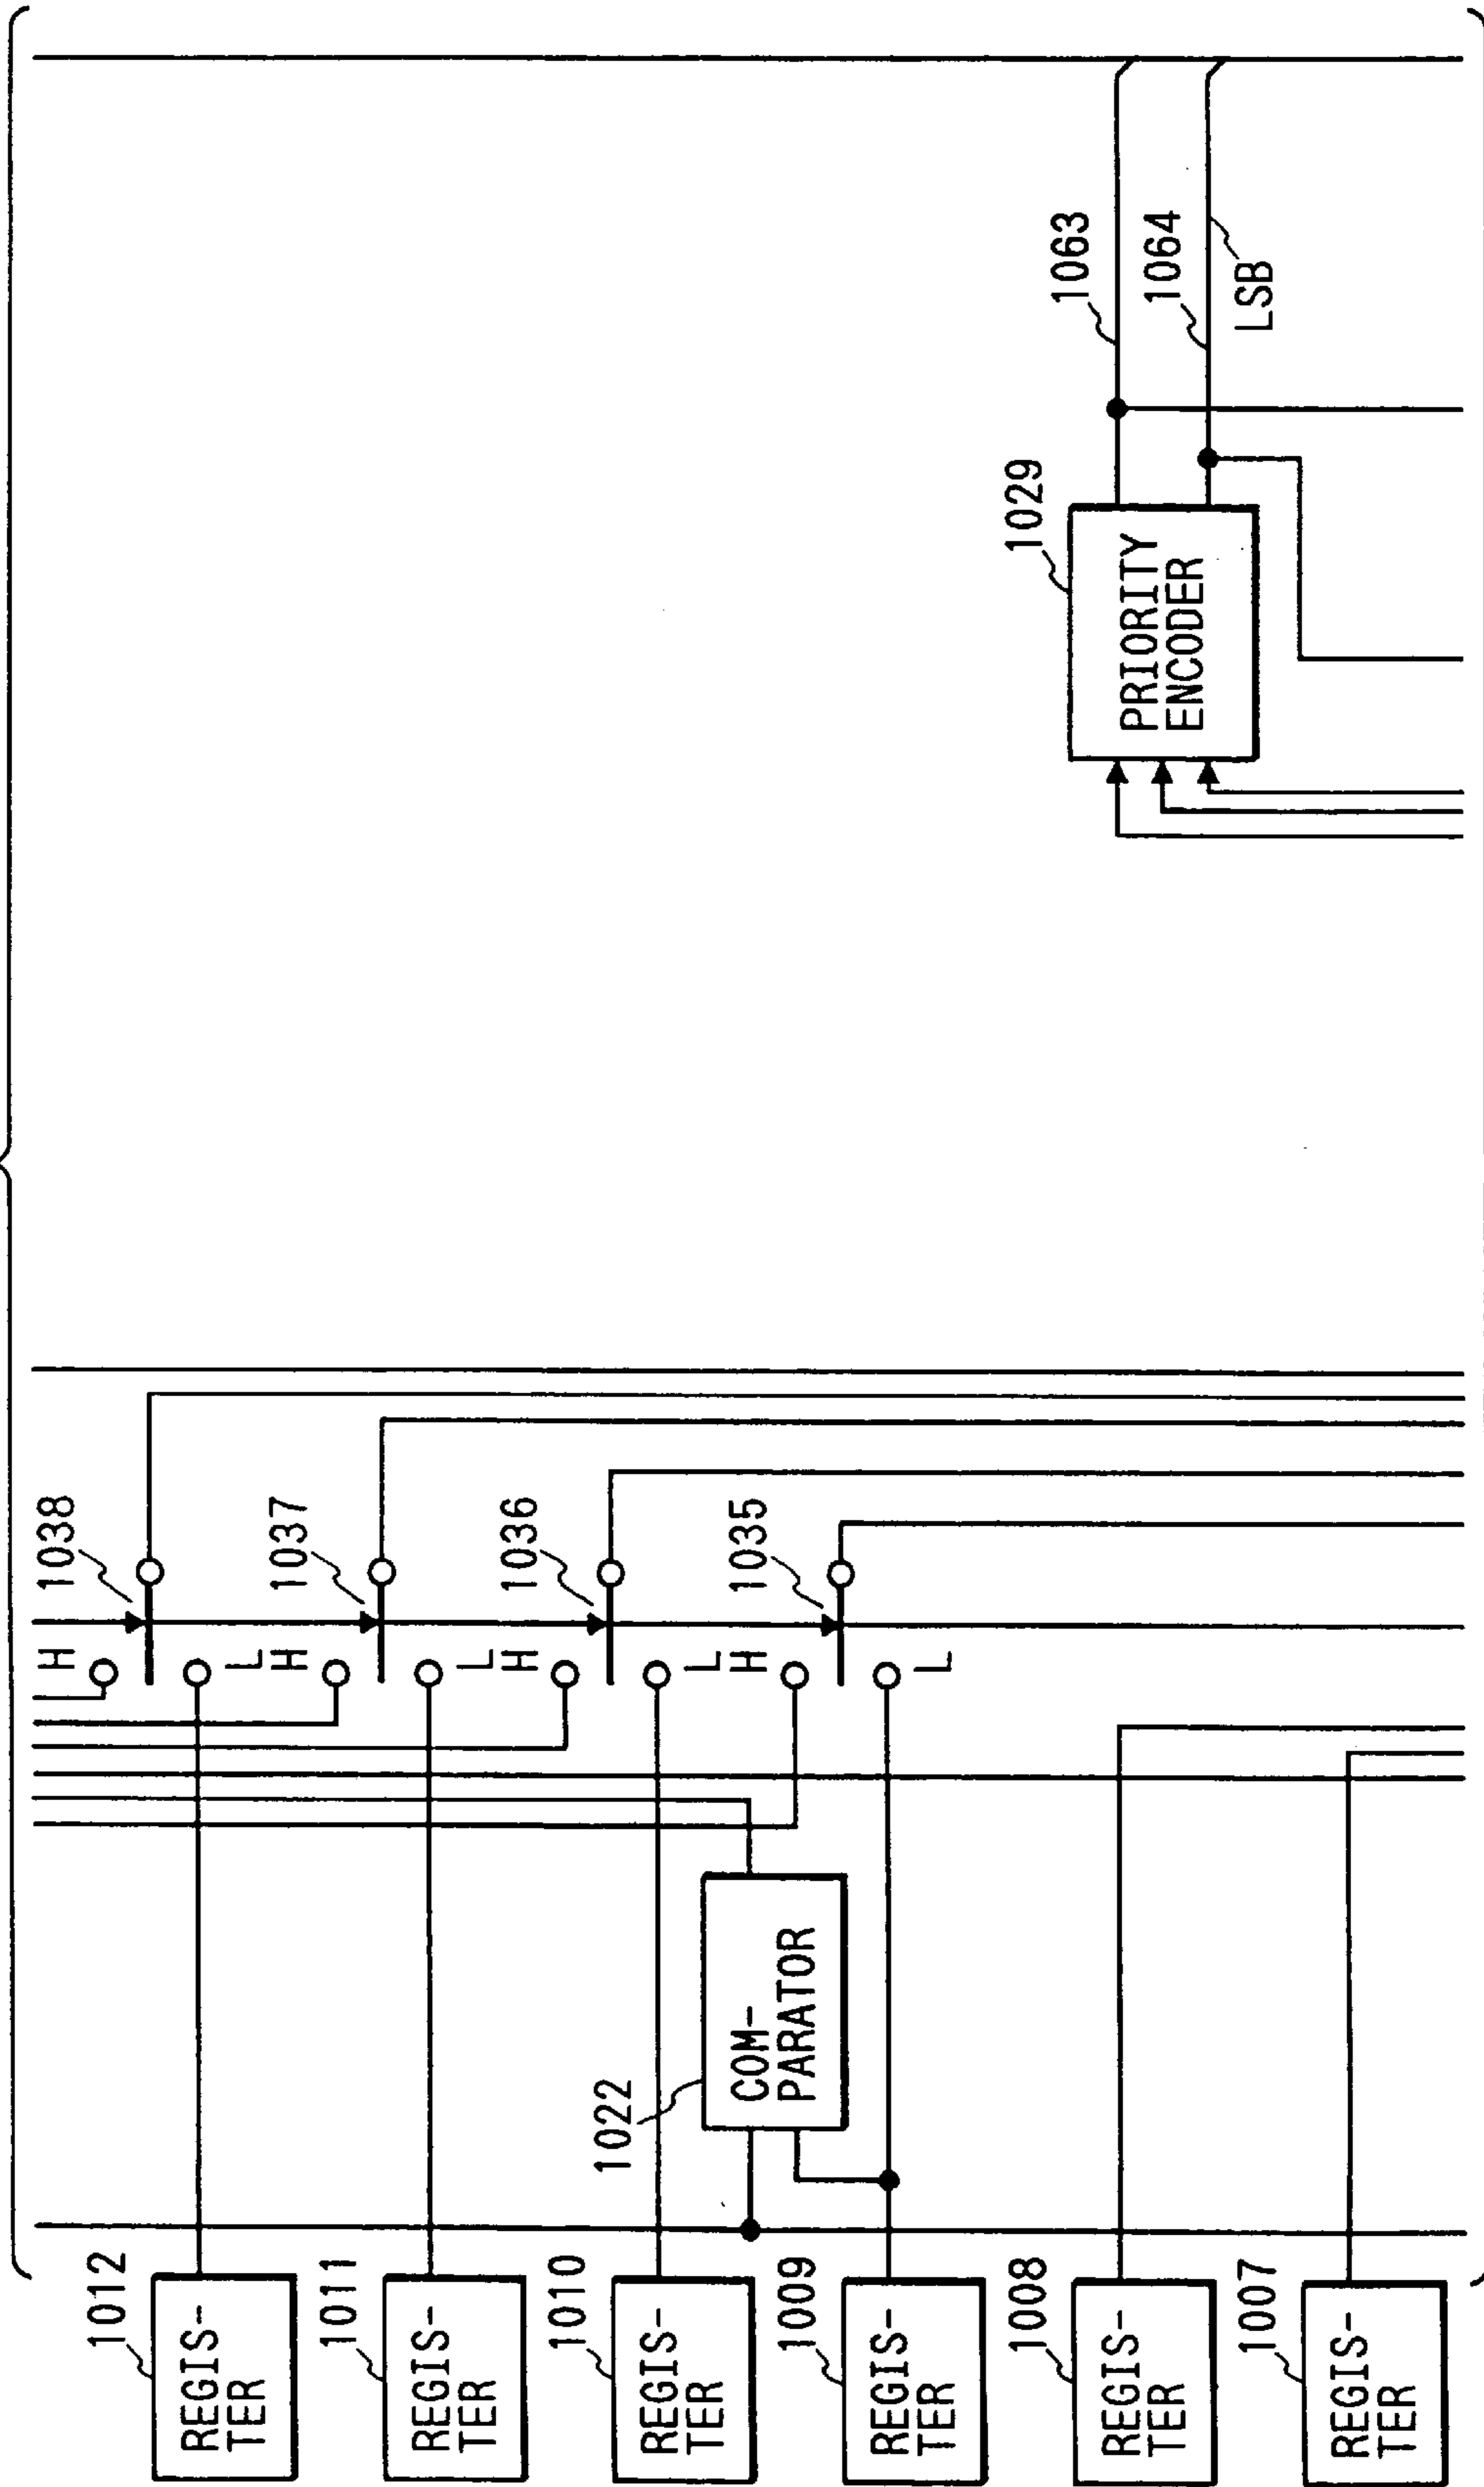 1012
REGIS-
TER
1011
REGIS-
TER
1010
REGIS-
TER
1009
REGIS-
TER
1008
REGIS-
TER
1007
REGIS-
TER
1022
COM-
PARATOR
H
1038
L
H
1037
L
H
1036
L
H
1035
L
1029
PRIORITY
ENCODER
1063
1064
LSB